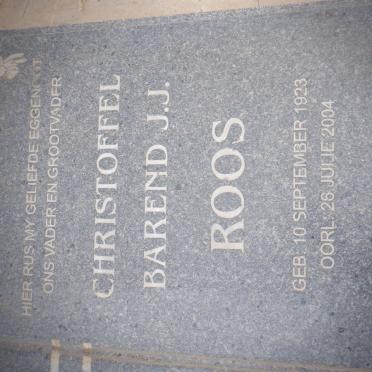 HIER RUS MY GELIEFDE EGGENOOT
ONS VADER EN GROOTVADER
CHRISTOFFEL
BAREND J.J.
ROOS
GEB: 10 SEPTEMBER 1923
OORL: 26 JULIE 2004